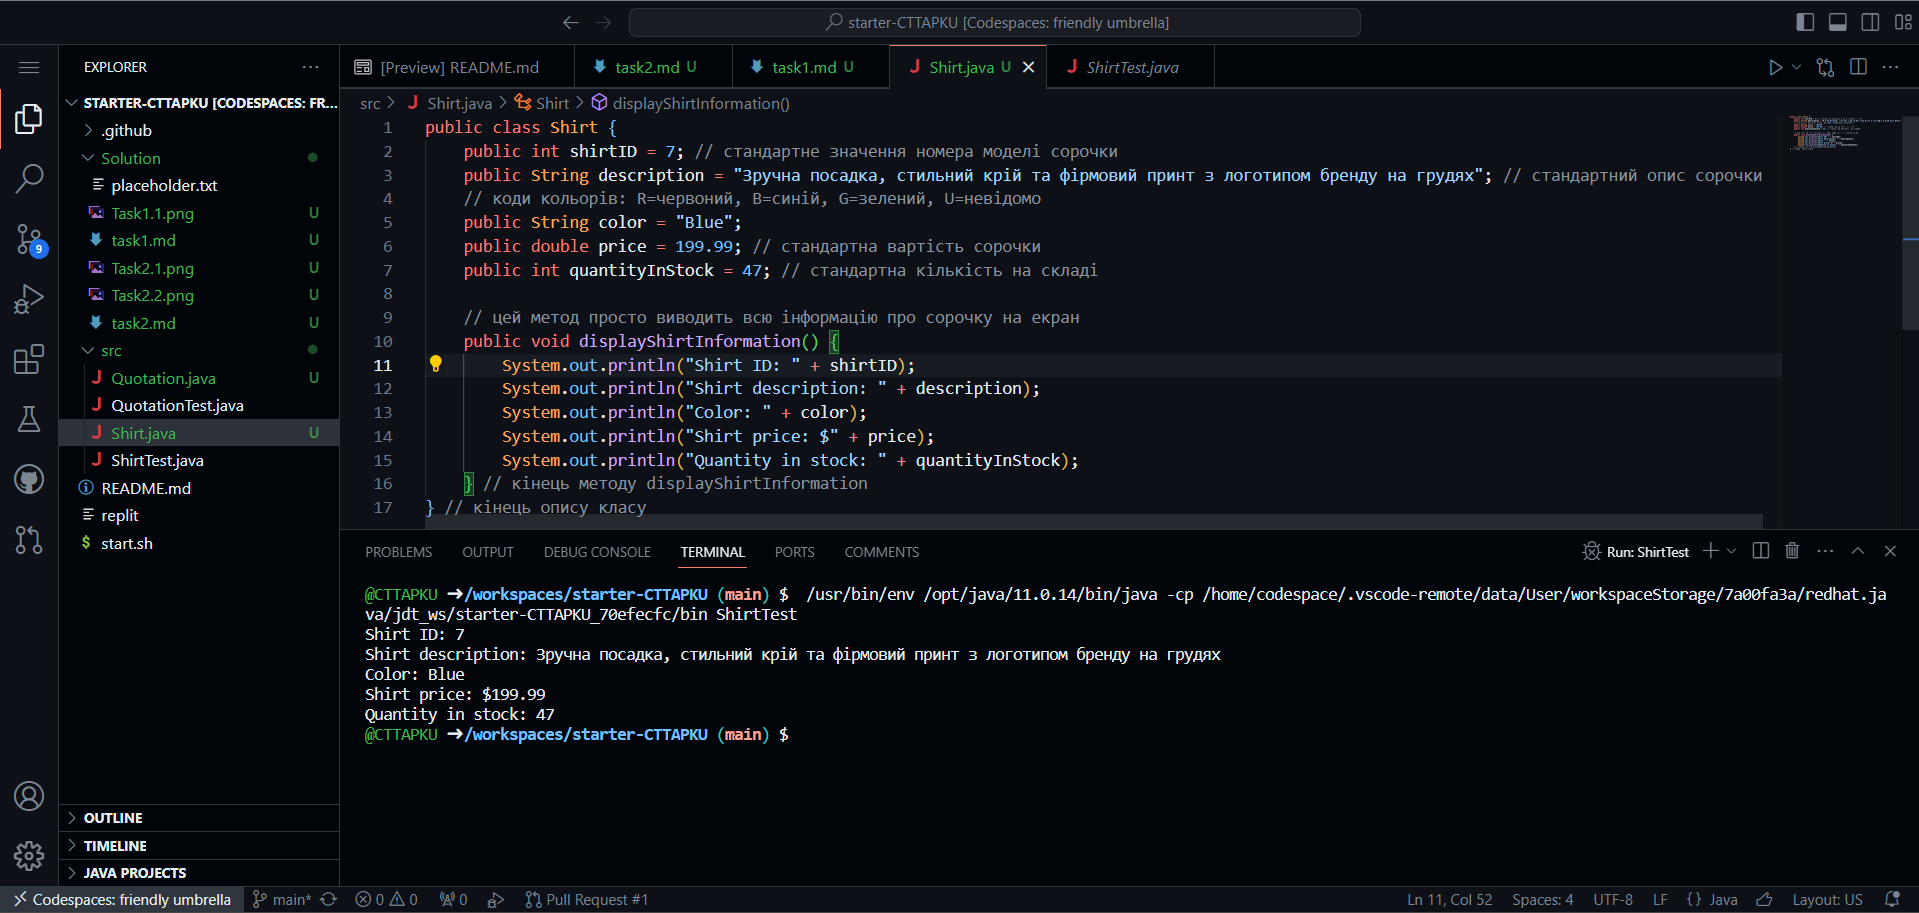 starter-CTTAPKU [Codespaces: friendly umbrella]
EXPLORER
[Preview] README.md
task2.md U
task1.md U
Shirt.java U
ShirtTest.java
STARTER-CTTAPKU [CODESPACES: FR...
.github
Solution
placeholder.txt
Task1.1.png U
task1.md U
Task2.1.png U
Task2.2.png U
task2.md U
src
Quotation.java U
QuotationTest.java
Shirt.java U
ShirtTest.java
README.md
replit
start.sh
9
OUTLINE
TIMELINE
JAVA PROJECTS
src > Shirt.java > Shirt > displayShirtInformation()
1 public class Shirt {
2 public int shirtID = 7; // стандартне значення номера моделі сорочки
3 public String description = "Зручна посадка, стильний крій та фірмовий принт з логотипом бренду на грудях"; // стандартний опис сорочки
4 // коди кольорів: R=червоний, B=синій, G=зелений, U=невідомо
5 public String color = "Blue";
6 public double price = 199.99; // стандартна вартість сорочки
7 public int quantityInStock = 47; // стандартна кількість на складі
8
9 // цей метод просто виводить всю інформацію про сорочку на екран
10 public void displayShirtInformation() {
11 System.out.println("Shirt ID: " + shirtID);
12 System.out.println("Shirt description: " + description);
13 System.out.println("Color: " + color);
14 System.out.println("Shirt price: $" + price);
15 System.out.println("Quantity in stock: " + quantityInStock);
16 } // кінець методу displayShirtInformation
17 } // кінець опису класу
PROBLEMS OUTPUT DEBUG CONSOLE TERMINAL PORTS COMMENTS
Run: ShirtTest
@CTTAPKU ➜/workspaces/starter-CTTAPKU (main) $ /usr/bin/env /opt/java/11.0.14/bin/java -cp /home/codespace/.vscode-remote/data/User/workspaceStorage/7a00fa3a/redhat.ja
va/jdt_ws/starter-CTTAPKU_70efecfc/bin ShirtTest
Shirt ID: 7
Shirt description: Зручна посадка, стильний крій та фірмовий принт з логотипом бренду на грудях
Color: Blue
Shirt price: $199.99
Quantity in stock: 47
@CTTAPKU ➜/workspaces/starter-CTTAPKU (main) $
Codespaces: friendly umbrella main* 0 0 0 Pull Request #1 Ln 11, Col 52 Spaces: 4 UTF-8 LF {} Java Layout: US